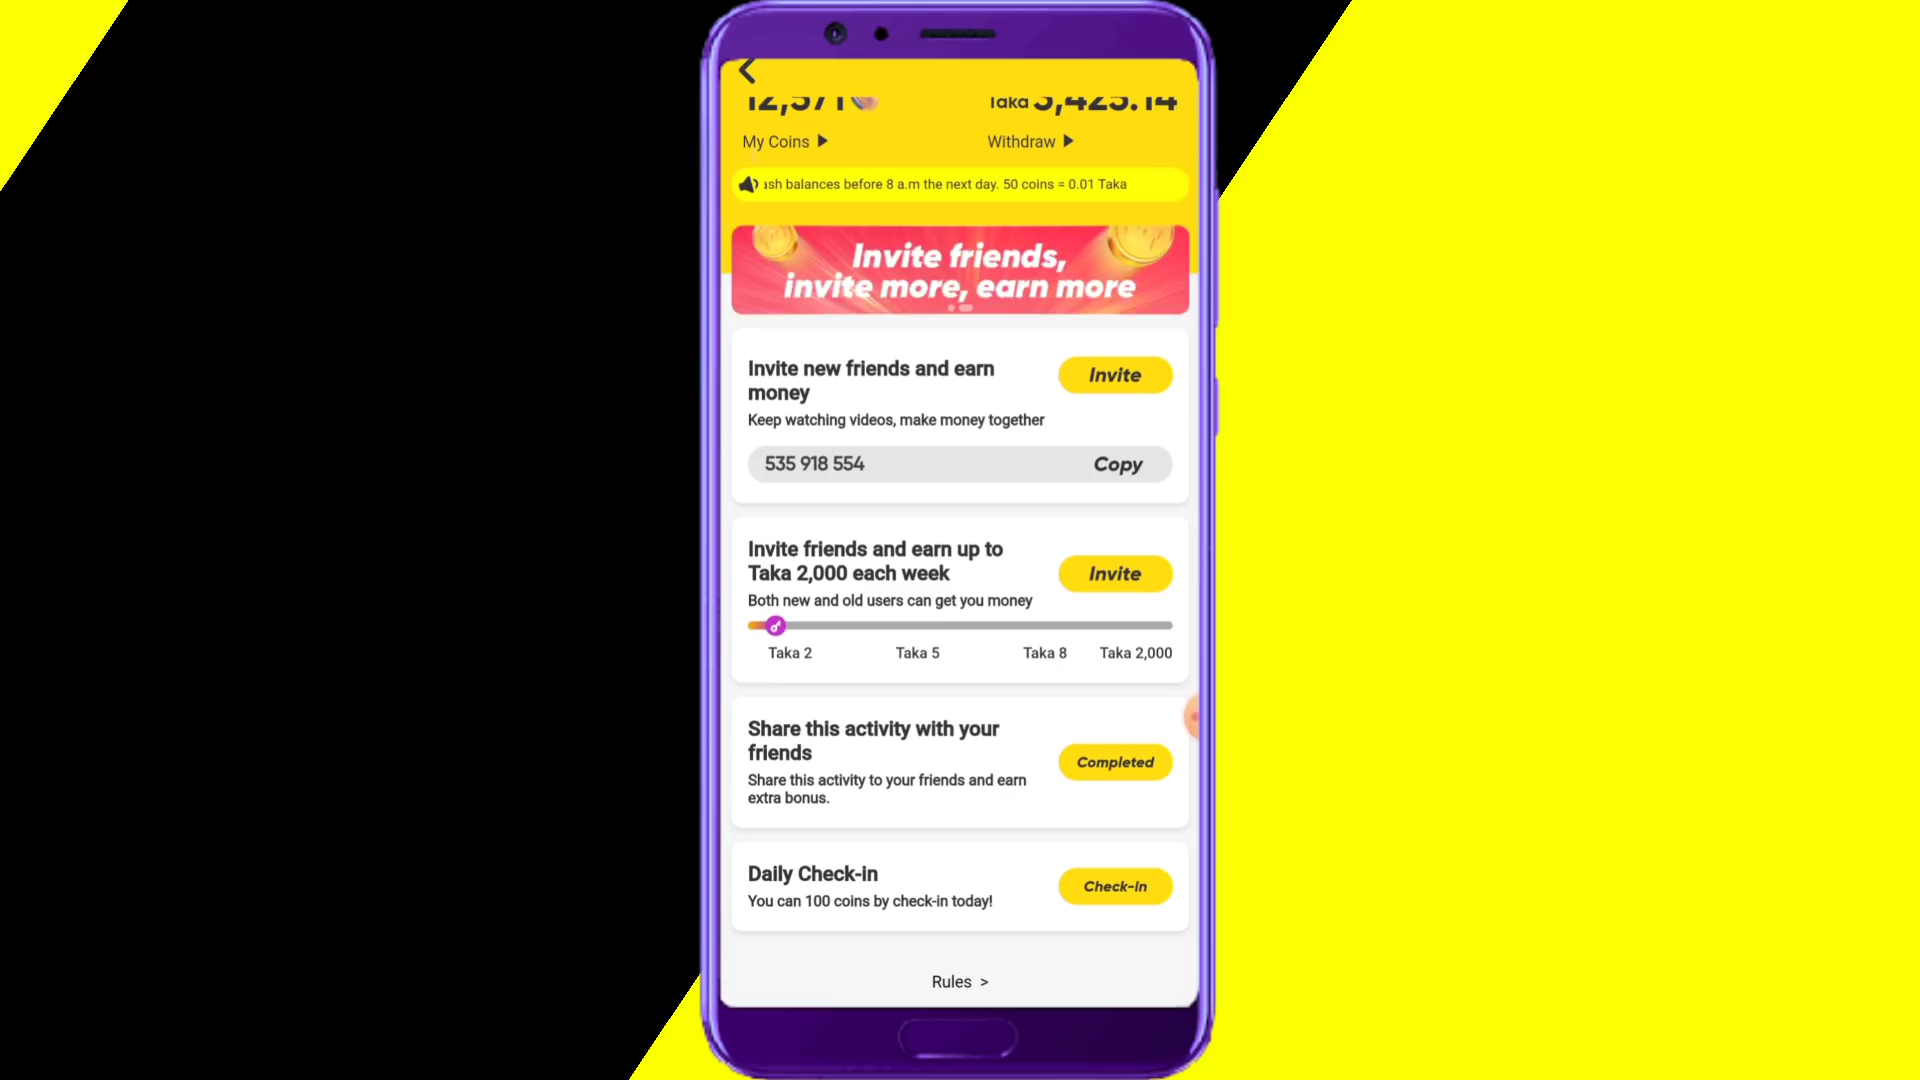 Taka
My Coins ▶ Withdraw ▶
ash balances before 8 a.m the next day. 50 coins = 0.01 Taka
Invite friends,
invite more, earn more
Invite new friends and earn
money
Invite
Keep watching videos, make money together
535 918 554 Copy
Invite friends and earn up to
Taka 2,000 each week
Invite
Both new and old users can get you money
Taka 2 Taka 5 Taka 8 Taka 2,000
Share this activity with your
friends
Completed
Share this activity to your friends and earn
extra bonus.
Daily Check-in
Check-in
You can 100 coins by check-in today!
Rules >